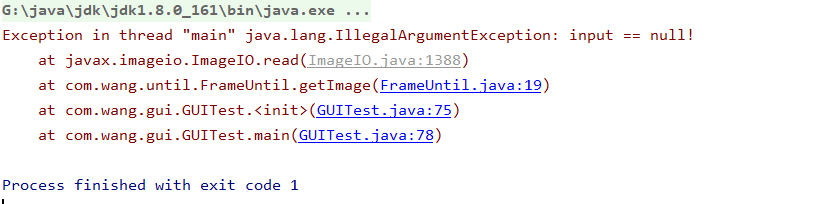 G:\java\jdk\jdk1.8.0_161\bin\java.exe ...
Exception in thread "main" java.lang.IllegalArgumentException: input == null!
at javax.imageio.ImageIO.read(ImageIO.java:1388)
at com.wang.until.FrameUntil.getImage(FrameUntil.java:19)
at com.wang.gui.GUITest.<init>(GUITest.java:75)
at com.wang.gui.GUITest.main(GUITest.java:78)
Process finished with exit code 1